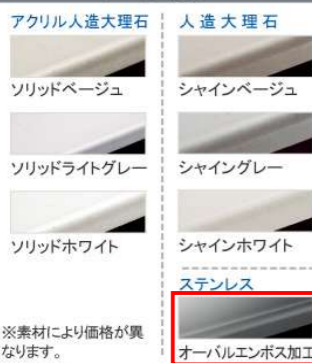 アクリル人造大理石
ソリッドベージュ
ソリッドライトグレー
ソリッドホワイト
※素材により価格が異
なります。
人造大理石
シャインベージュ
シャイングレー
シャインホワイト
ステンレス
オーバルエンボス加工